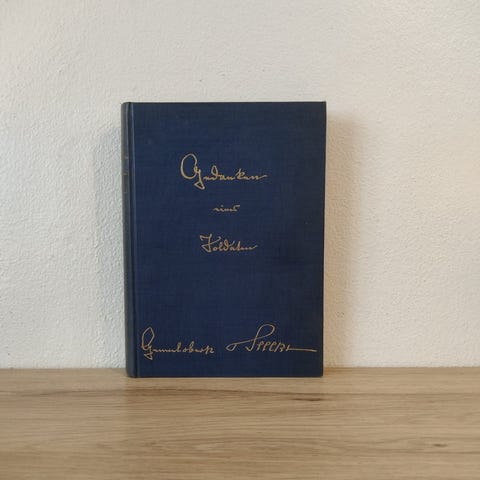 Gedanken
eines
Soldaten
Generaloberst v Seeckt